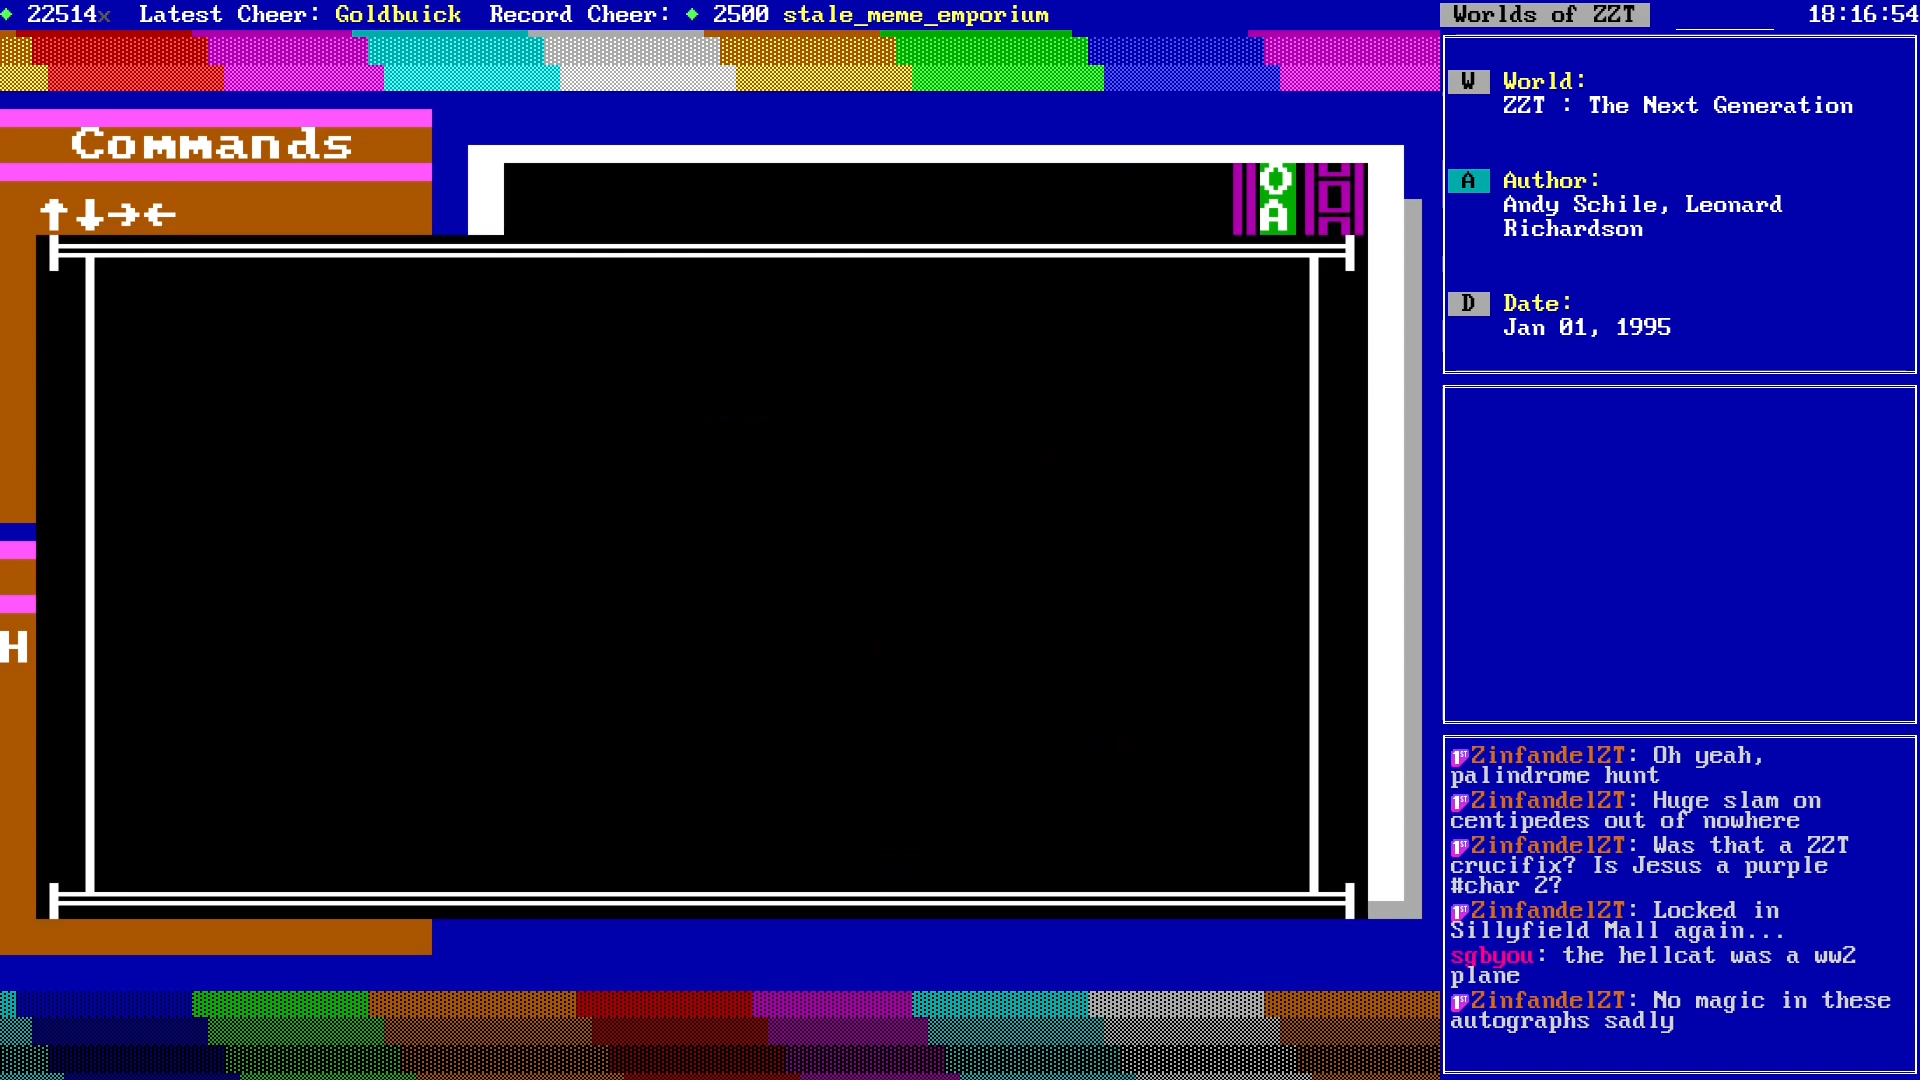 ♦ 22514x Latest Cheer: Goldbuick Record Cheer: ♦ 2500 stale_meme_emporium
Worlds of ZZT
18:16:54
Commands
↑↓→←
O
A
H
W World:
ZZT : The Next Generation
A Author:
Andy Schile, Leonard
Richardson
D Date:
Jan 01, 1995
ZinfandelZT: Oh yeah,
palindrome hunt
ZinfandelZT: Huge slam on
centipedes out of nowhere
ZinfandelZT: Was that a ZZT
crucifix? Is Jesus a purple
#char 2?
ZinfandelZT: Locked in
Sillyfield Mall again...
sgbyou: the hellcat was a ww2
plane
ZinfandelZT: No magic in these
autographs sadly